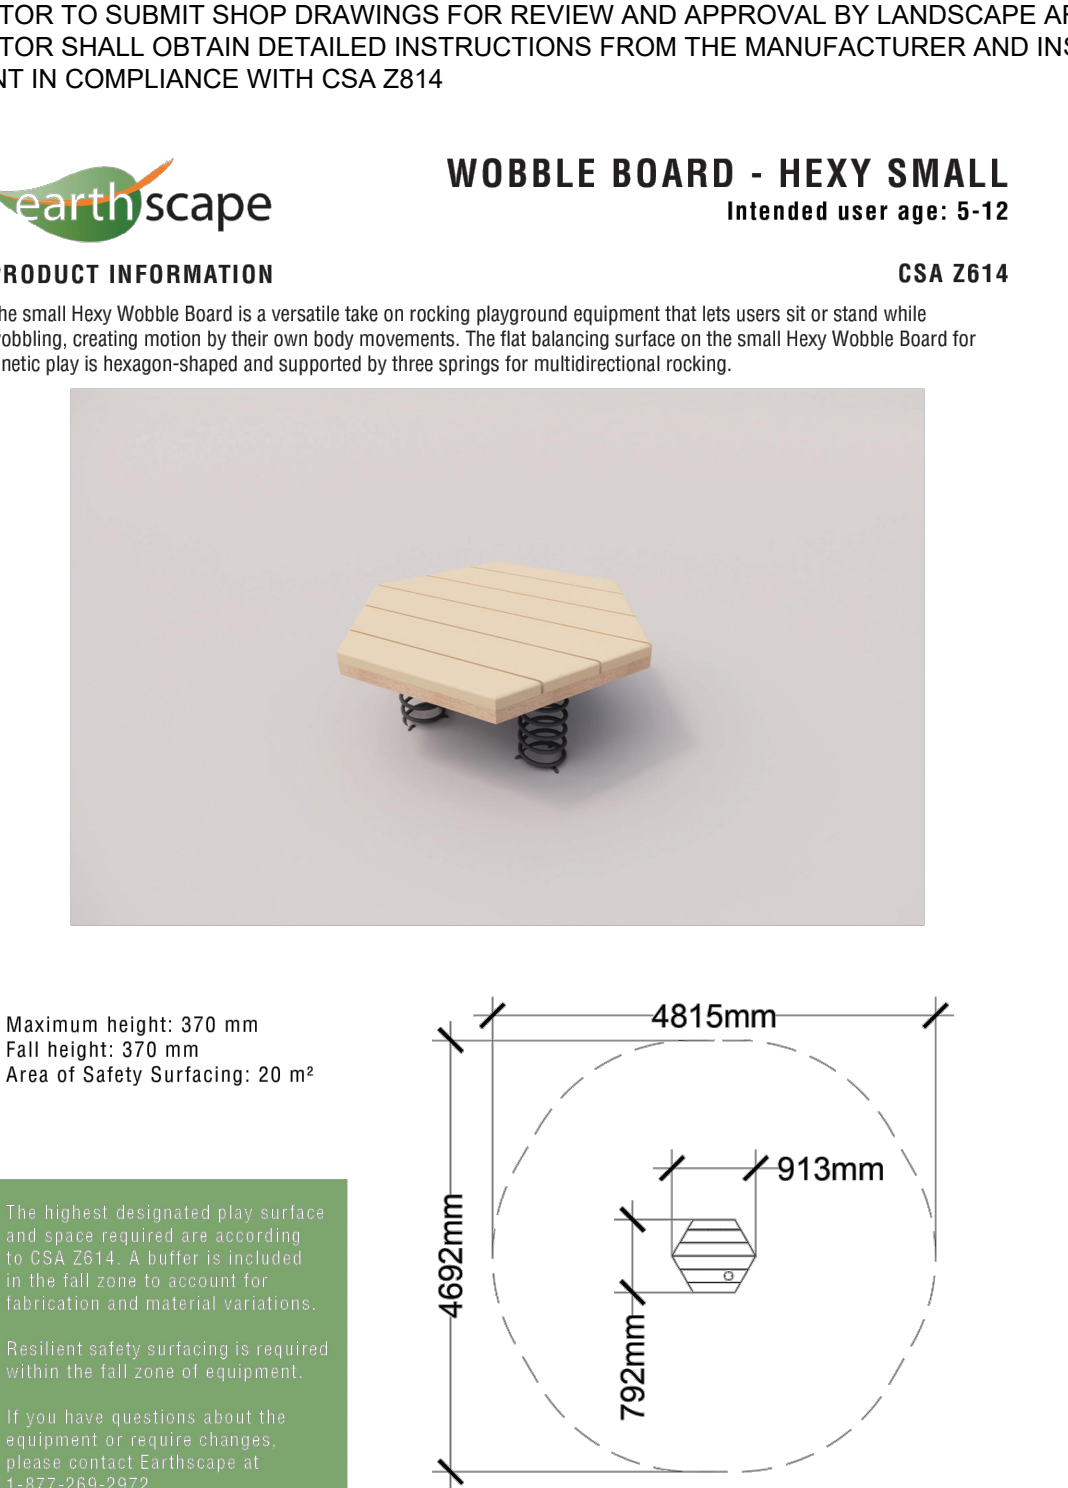 TOR TO SUBMIT SHOP DRAWINGS FOR REVIEW AND APPROVAL BY LANDSCAPE
TOR SHALL OBTAIN DETAILED INSTRUCTIONS FROM THE MANUFACTURER AND
NT IN COMPLIANCE WITH CSA Z814
earthscape
WOBBLE BOARD - HEXY SMALL
Intended user age: 5-12
PRODUCT INFORMATION
CSA Z614
he small Hexy Wobble Board is a versatile take on rocking playground equipment that lets users sit or stand while
obbling, creating motion by their own body movements. The flat balancing surface on the small Hexy Wobble Board for
netic play is hexagon-shaped and supported by three springs for multidirectional rocking.
Maximum height: 370 mm
Fall height: 370 mm
Area of Safety Surfacing: 20 m²
4815mm
913mm
4692mm
792mm
The highest designated play surface
and space required are according
to CSA Z614. A buffer is included
in the fall zone to account for
fabrication and material variations.
Resilient safety surfacing is required
within the fall zone of equipment.
If you have questions about the
equipment or require changes,
please contact Earthscape at
1-877-269-2972